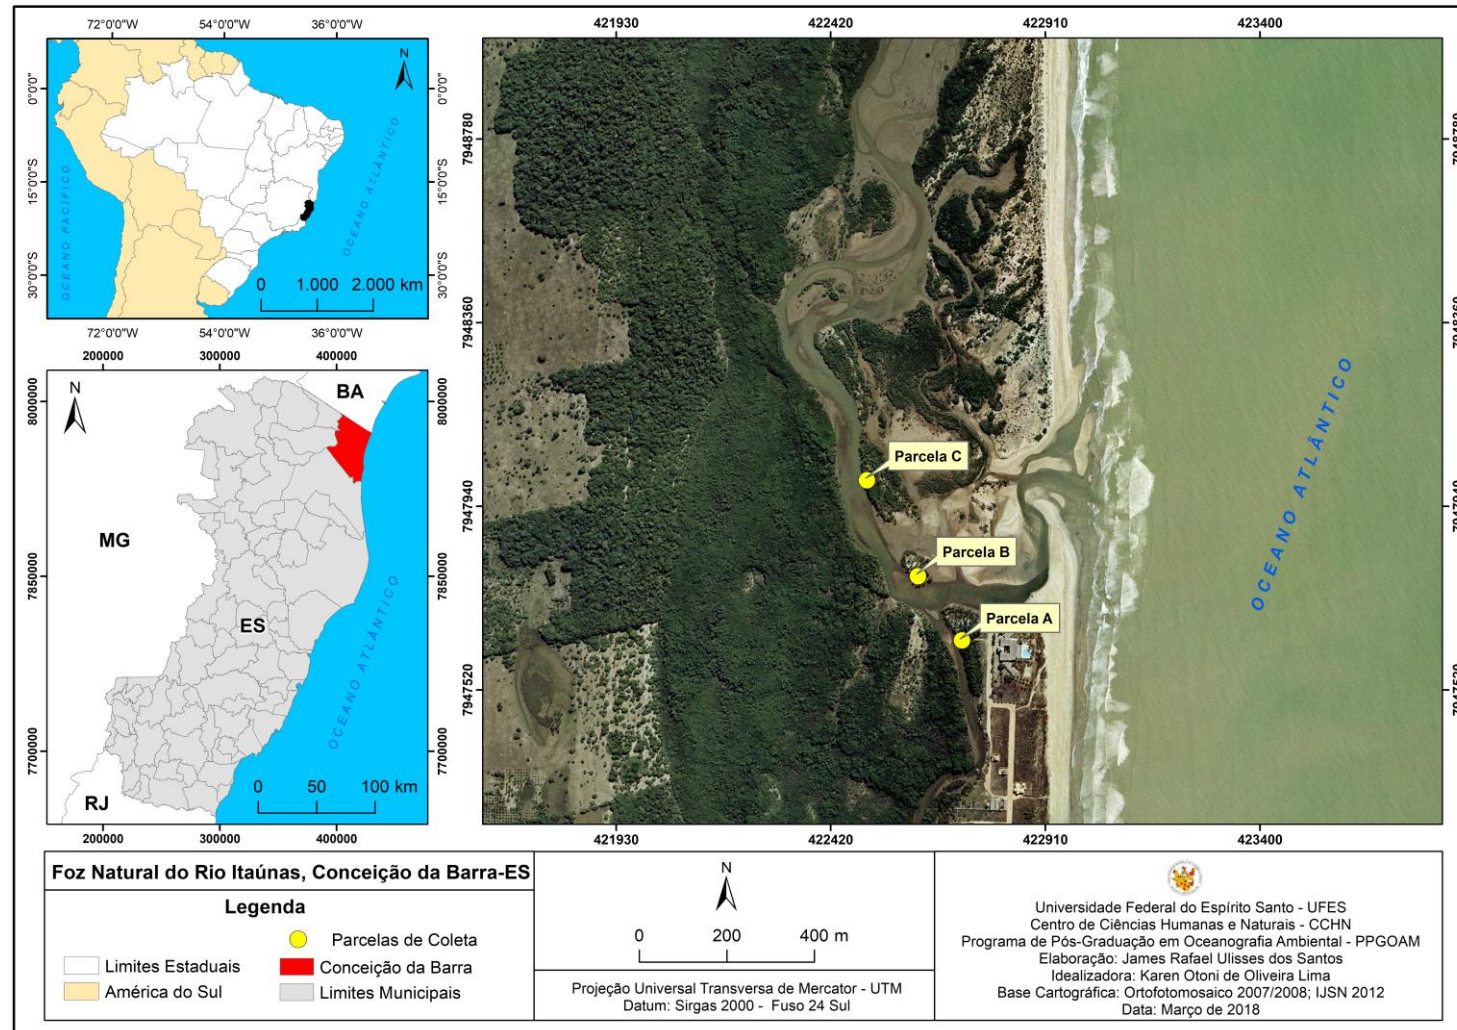 72°0'0"W 54°0'0"W 36°0'0"W
N
0°0'0" 0°0'0"
15°0'0"S 15°0'0"S
30°0'0"S 30°0'0"S
OCEANO PACÍFICO
OCEANO ATLÂNTICO
0 1.000 2.000 km
72°0'0"W 54°0'0"W 36°0'0"W
200000 300000 400000
N
BA
8000000 8000000
MG
7850000 7850000
ES
OCEANO ATLÂNTICO
7700000 7700000
0 50 100 km
RJ
200000 300000 400000
421930 422420 422910 423400
7948780 7948780
7948360 7948360
Parcela C
7947940 7947940
Parcela B
Parcela A
OCEANO ATLÂNTICO
7947520 7947520
421930 422420 422910 423400
Foz Natural do Rio Itaúnas, Conceição da Barra-ES
Legenda
Parcelas de Coleta
Limites Estaduais
Conceição da Barra
América do Sul
Limites Municipais
N
0 200 400 m
Projeção Universal Transversa de Mercator - UTM
Datum: Sirgas 2000 - Fuso 24 Sul
Universidade Federal do Espírito Santo - UFES
Centro de Ciências Humanas e Naturais - CCHN
Programa de Pós-Graduação em Oceanografia Ambiental - PPGOAM
Elaboração: James Rafael Ulisses dos Santos
Idealizadora: Karen Otoni de Oliveira Lima
Base Cartográfica: Ortofotomosaico 2007/2008; IJSN 2012
Data: Março de 2018